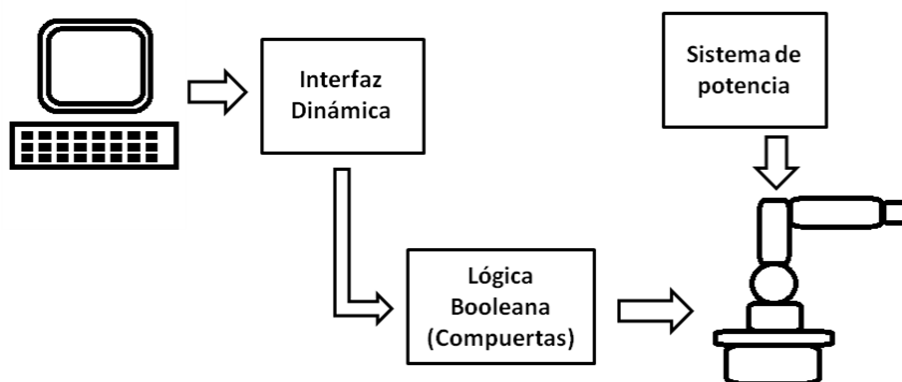 Interfaz
Dinámica
Sistema de
potencia
Lógica
Booleana
(Compuertas)